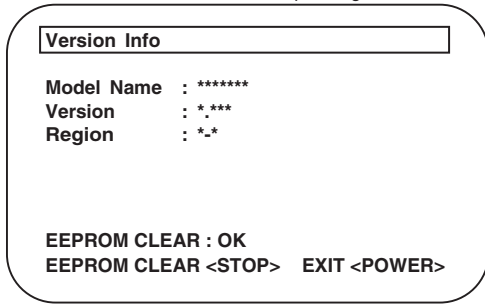 Version Info
Model Name : *******
Version : *.***
Region : *-*
EEPROM CLEAR : OK
EEPROM CLEAR <STOP> EXIT <POWER>